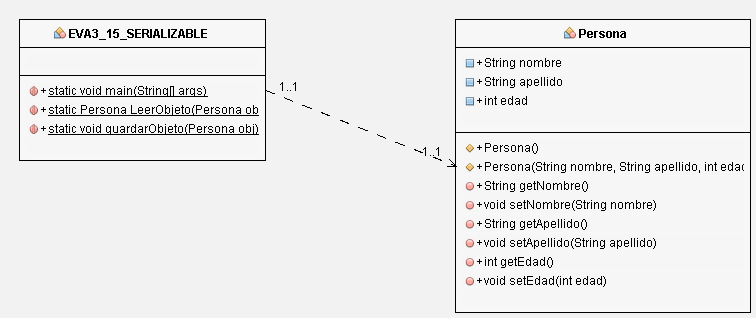 EVA3_15_SERIALIZABLE
+ static void main(String[] args)
+ static Persona LeerObjeto(Persona ob
+ static void guardarObjeto(Persona obj)
1..1
1..1
Persona
+ String nombre
+ String apellido
+ int edad
+ Persona()
+ Persona(String nombre, String apellido, int edad
+ String getNombre()
+ void setNombre(String nombre)
+ String getApellido()
+ void setApellido(String apellido)
+ int getEdad()
+ void setEdad(int edad)